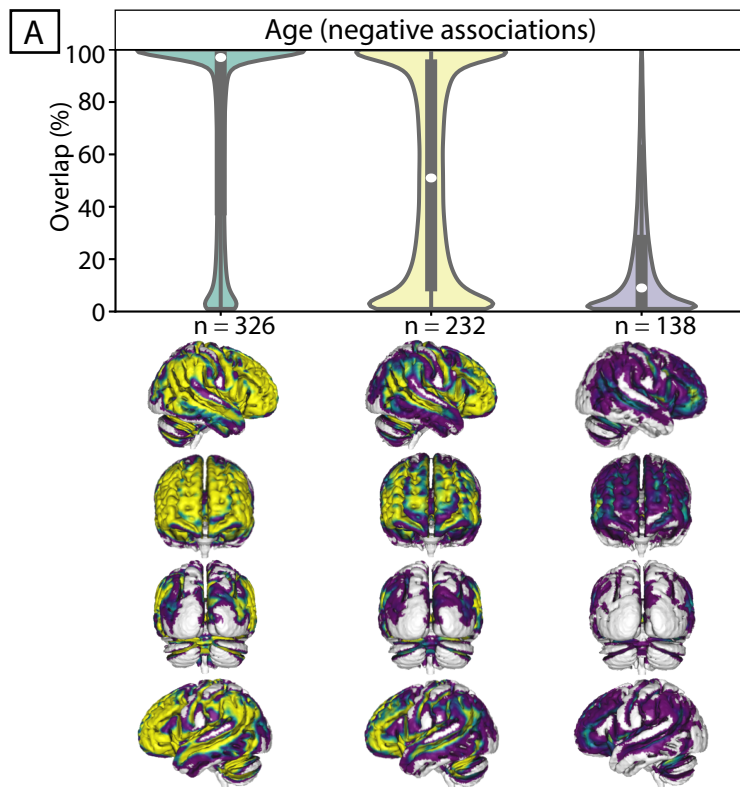 A
Age (negative associations)
Overlap (%)
100
80
60
40
20
0
n = 326
n = 232
n = 138